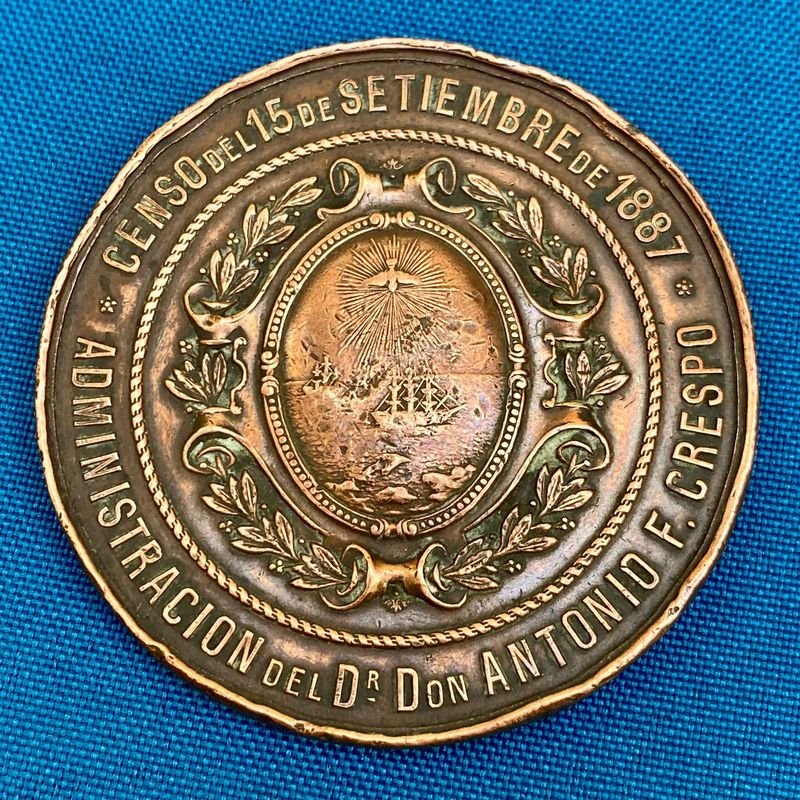 CENSO DEL 15 DE SETIEMBRE DE 1887
ADMINISTRACION DEL DR DON ANTONIO F. CRESPO